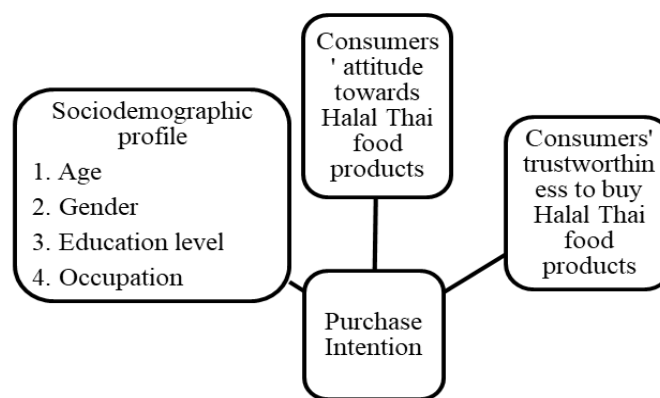 Sociodemographic
profile
1. Age
2. Gender
3. Education level
4. Occupation
Consumers
' attitude
towards
Halal Thai
food
products
Consumers'
trustworthin
ess to buy
Halal Thai
food
products
Purchase
Intention